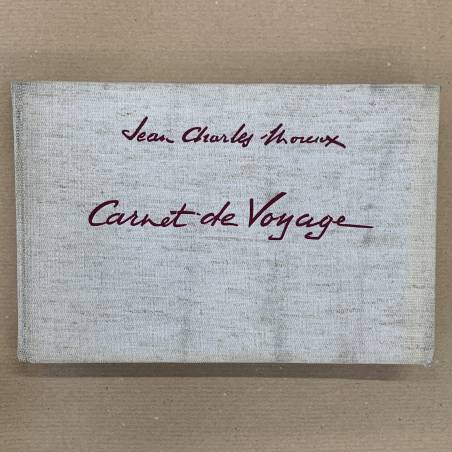 Jean Charles Moreux
Carnet de Voyage